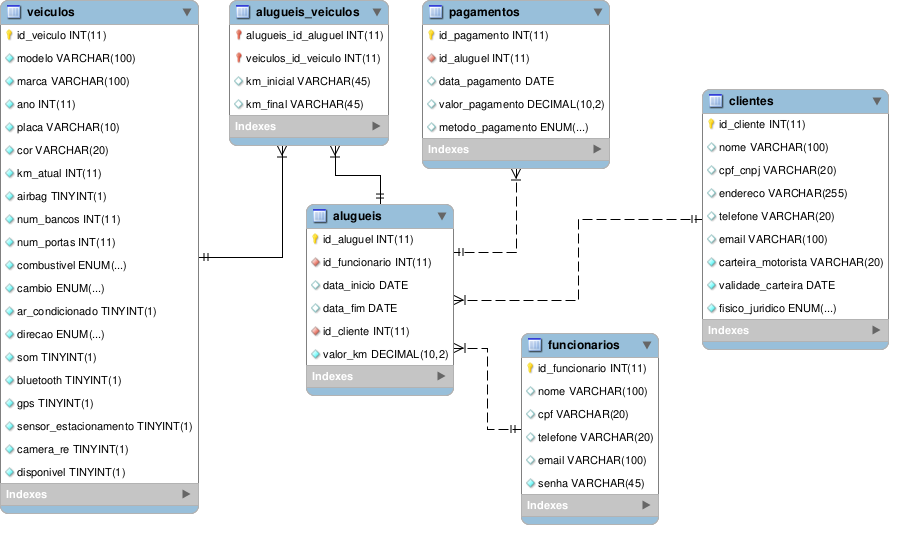 veiculos
id_veiculo INT(11)
modelo VARCHAR(100)
marca VARCHAR(100)
ano INT(11)
placa VARCHAR(10)
cor VARCHAR(20)
km_atual INT(11)
airbag TINYINT(1)
num_bancos INT(11)
num_portas INT(11)
combustivel ENUM(...)
cambio ENUM(...)
ar_condicionado TINYINT(1)
direcao ENUM(...)
som TINYINT(1)
bluetooth TINYINT(1)
gps TINYINT(1)
sensor_estacionamento TINYINT(1)
camera_re TINYINT(1)
disponivel TINYINT(1)
Indexes
alugueis_veiculos
alugueis_id_aluguel INT(11)
veiculos_id_veiculo INT(11)
km_inicial VARCHAR(45)
km_final VARCHAR(45)
Indexes
pagamentos
id_pagamento INT(11)
id_aluguel INT(11)
data_pagamento DATE
valor_pagamento DECIMAL(10,2)
metodo_pagamento ENUM(...)
Indexes
clientes
id_cliente INT(11)
nome VARCHAR(100)
cpf_cnpj VARCHAR(20)
endereco VARCHAR(255)
telefone VARCHAR(20)
email VARCHAR(100)
carteira_motorista VARCHAR(20)
validade_carteira DATE
fisico_juridico ENUM(...)
Indexes
alugueis
id_aluguel INT(11)
id_funcionario INT(11)
data_inicio DATE
data_fim DATE
id_cliente INT(11)
valor_km DECIMAL(10,2)
Indexes
funcionarios
id_funcionario INT(11)
nome VARCHAR(100)
cpf VARCHAR(20)
telefone VARCHAR(20)
email VARCHAR(100)
senha VARCHAR(45)
Indexes